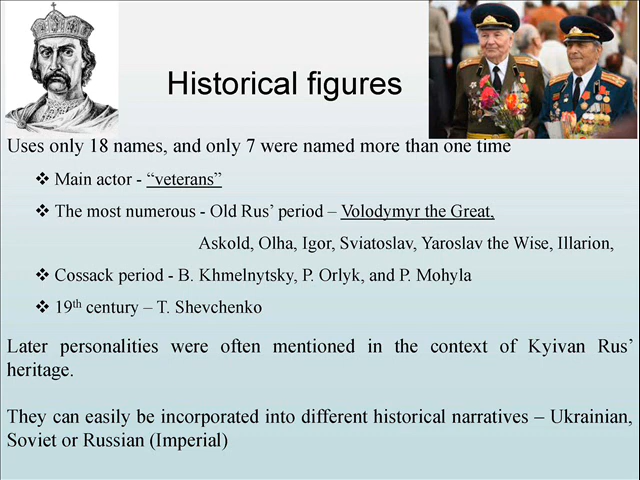 Historical figures
Uses only 18 names, and only 7 were named more than one time
❖ Main actor - “veterans”
❖ The most numerous - Old Rus’ period – Volodymyr the Great,
Askold, Olha, Igor, Sviatoslav, Yaroslav the Wise, Illarion,
❖ Cossack period - B. Khmelnytsky, P. Orlyk, and P. Mohyla
❖ 19th century – T. Shevchenko
Later personalities were often mentioned in the context of Kyivan Rus’
heritage.
They can easily be incorporated into different historical narratives – Ukrainian,
Soviet or Russian (Imperial)